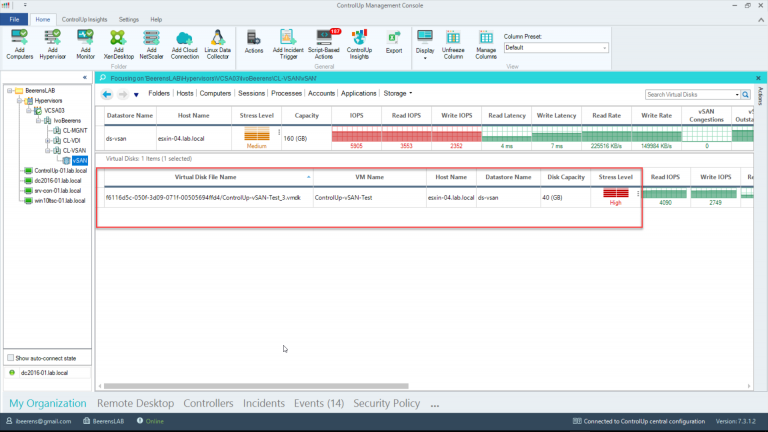 ControlUp Management Console
File Home ControlUp Insights Settings Help
Add Computers
Add Hypervisor
Add Monitor
Add XenDesktop
Add NetScaler
Add Cloud Connection
Linux Data Collector
Folder
Actions
Add Incident Trigger
187
Script-Based Actions
ControlUp Insights
Export
General
Display
Unfreeze Column
Manage Columns
Column Preset:
Default
View
BeerensLAB
Hypervisors
VCSA03
IvoBeerens
CL-MGNT
CL-VDI
CL-VSAN
vSAN
ControlUp-01.lab.local
dc2016-01.lab.local
srv-con-01.lab.local
win10ltsc-01.lab.local
Show auto-connect state
dc2016-01.lab.local
Focusing on 'BeerensLAB\Hypervisors\VCSA03\IvoBeerens\CL-VSAN\vSAN'
Folders Hosts Computers Sessions Processes Accounts Applications Storage
Search Virtual Disks
Actions
Datastore Name Host Name Stress Level Capacity IOPS Read IOPS Write IOPS Read Latency Write Latency Read Rate Write Rate vSAN Congestions
ds-vsan esxin-04.lab.local Medium 160 (GB) 5905 3553 2352 4 ms 7 ms 225516 KB/s 149984 KB/s 0
Virtual Disks: 1 Items (1 selected)
Virtual Disk File Name VM Name Host Name Datastore Name Disk Capacity Stress Level Read IOPS Write IOPS
f6116d5c-050f-3d09-071f-00505694ffd4/ControlUp-vSAN-Test_3.vmdk ControlUp-vSAN-Test esxin-04.lab.local ds-vsan 40 (GB) High 4090 2749
My Organization Remote Desktop Controllers Incidents Events (14) Security Policy ...
ibeerens@gmail.com BeerensLAB Online Connected to ControlUp central configuration Version: 7.3.1.2